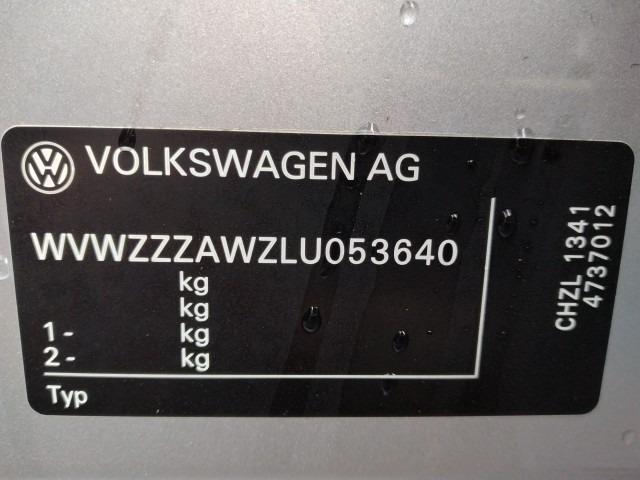 VOLKSWAGEN AG
WVWZZZAWZLU053640
kg
kg
1- kg
2- kg
Typ
CHZL 1341
4737012